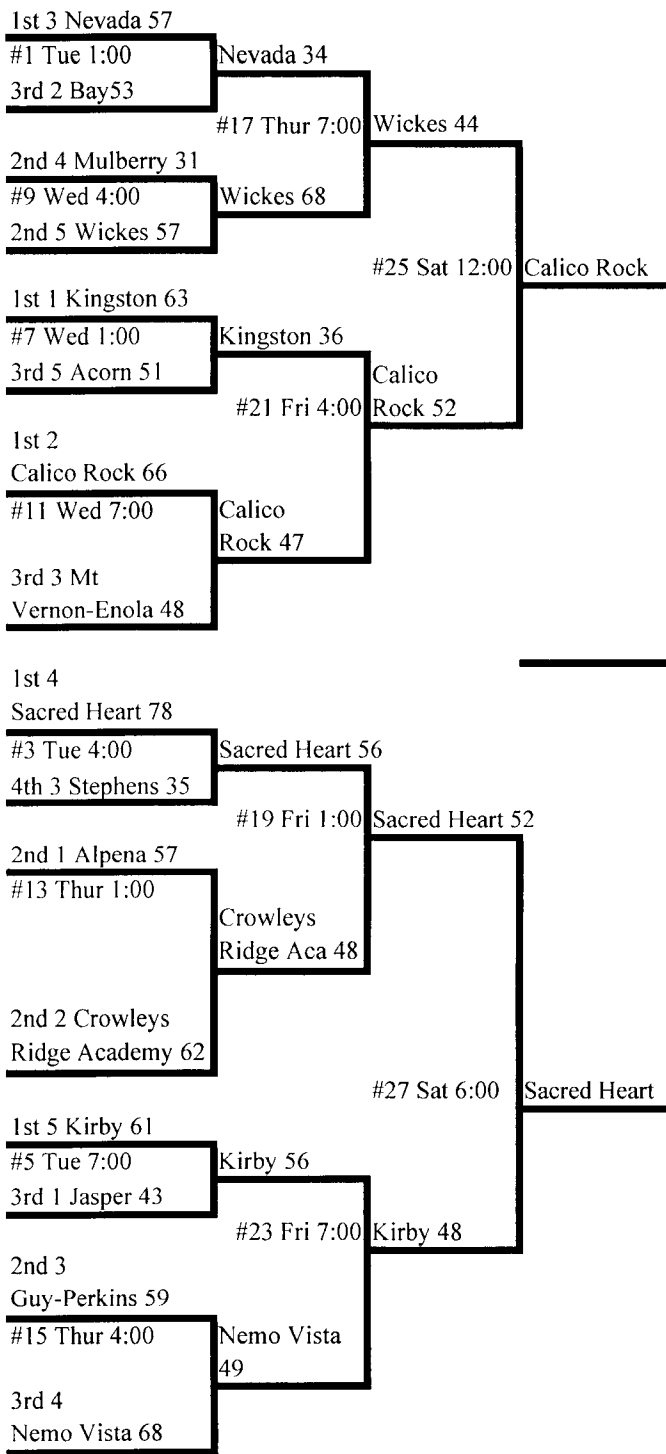 1st 3 Nevada 57
#1 Tue 1:00
3rd 2 Bay53
Nevada 34
#17 Thur 7:00
Wickes 44
2nd 4 Mulberry 31
#9 Wed 4:00
2nd 5 Wickes 57
Wickes 68
#25 Sat 12:00
Calico Rock
1st 1 Kingston 63
#7 Wed 1:00
3rd 5 Acorn 51
Kingston 36
#21 Fri 4:00
Calico
Rock 52
1st 2
Calico Rock 66
#11 Wed 7:00
Calico
Rock 47
3rd 3 Mt
Vernon-Enola 48
1st 4
Sacred Heart 78
#3 Tue 4:00
4th 3 Stephens 35
Sacred Heart 56
#19 Fri 1:00
Sacred Heart 52
2nd 1 Alpena 57
#13 Thur 1:00
Crowleys
Ridge Aca 48
2nd 2 Crowleys
Ridge Academy 62
#27 Sat 6:00
Sacred Heart
1st 5 Kirby 61
#5 Tue 7:00
3rd 1 Jasper 43
Kirby 56
#23 Fri 7:00
Kirby 48
2nd 3
Guy-Perkins 59
#15 Thur 4:00
Nemo Vista
49
3rd 4
Nemo Vista 68